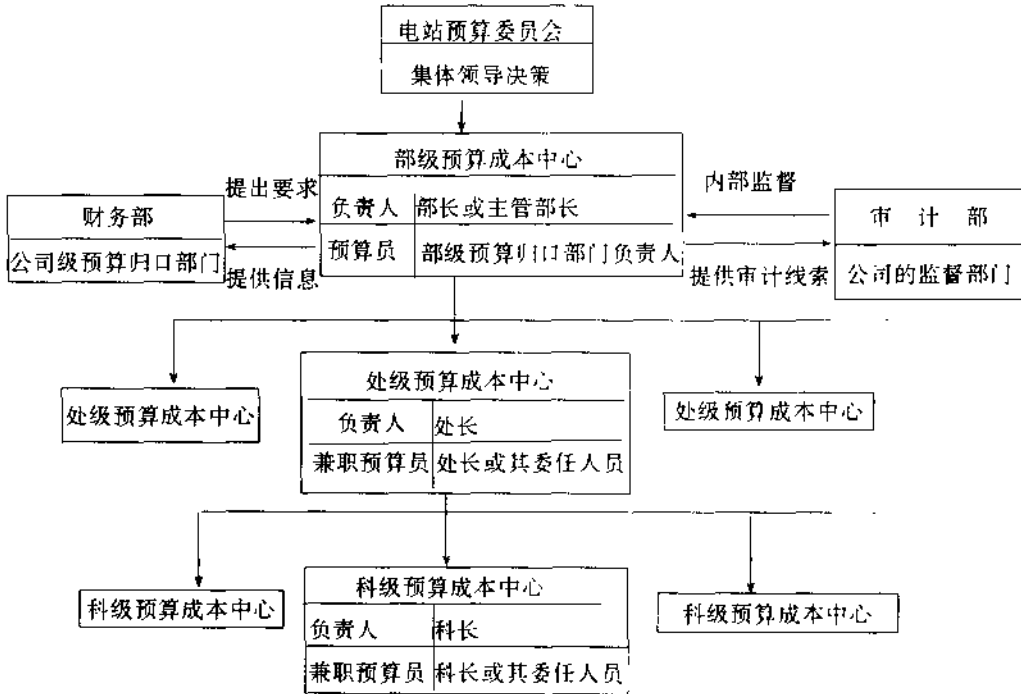 电站预算委员会
集体领导决策
部级预算成本中心
负责人 部长或主管部长
预算员 部级预算归口部门负责人
提出要求
提供信息
财务部
公司级预算归口部门
内部监督
提供审计线索
审计部
公司的监督部门
处级预算成本中心
处级预算成本中心
负责人 处长
兼职预算员 处长或其委任人员
处级预算成本中心
科级预算成本中心
科级预算成本中心
负责人 科长
兼职预算员 科长或其委任人员
科级预算成本中心